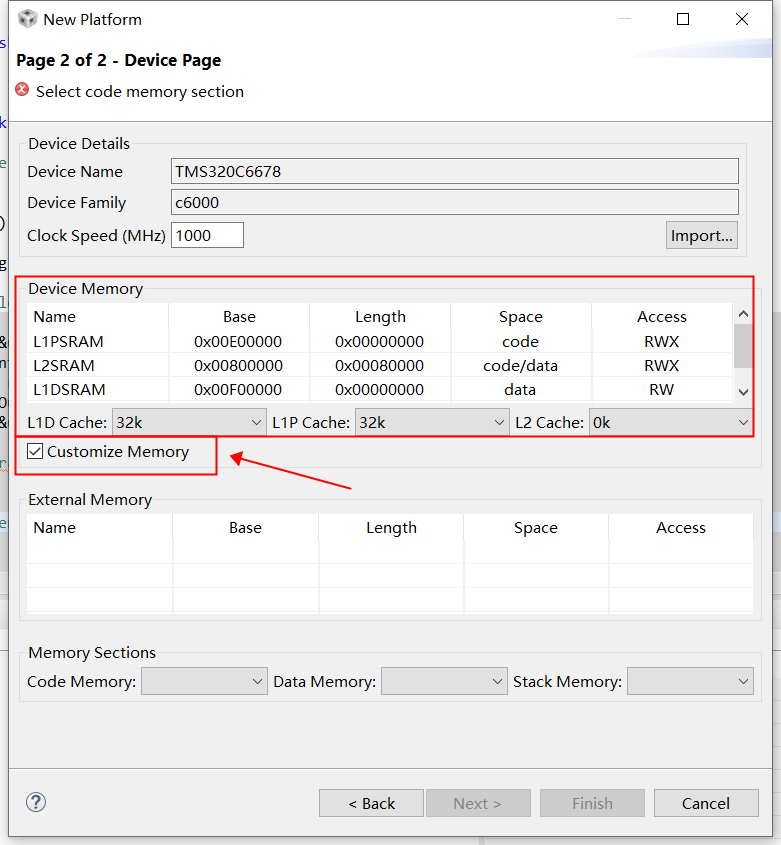 New Platform
Page 2 of 2 - Device Page
Select code memory section
Device Details
Device Name TMS320C6678
Device Family c6000
Clock Speed (MHz) 1000 Import...
Device Memory
Name Base Length Space Access
L1PSRAM 0x00E00000 0x00000000 code RWX
L2SRAM 0x00800000 0x00080000 code/data RWX
L1DSRAM 0x00F00000 0x00000000 data RW
L1D Cache: 32k L1P Cache: 32k L2 Cache: 0k
Customize Memory
External Memory
Name Base Length Space Access
Memory Sections
Code Memory: Data Memory: Stack Memory:
< Back Next > Finish Cancel